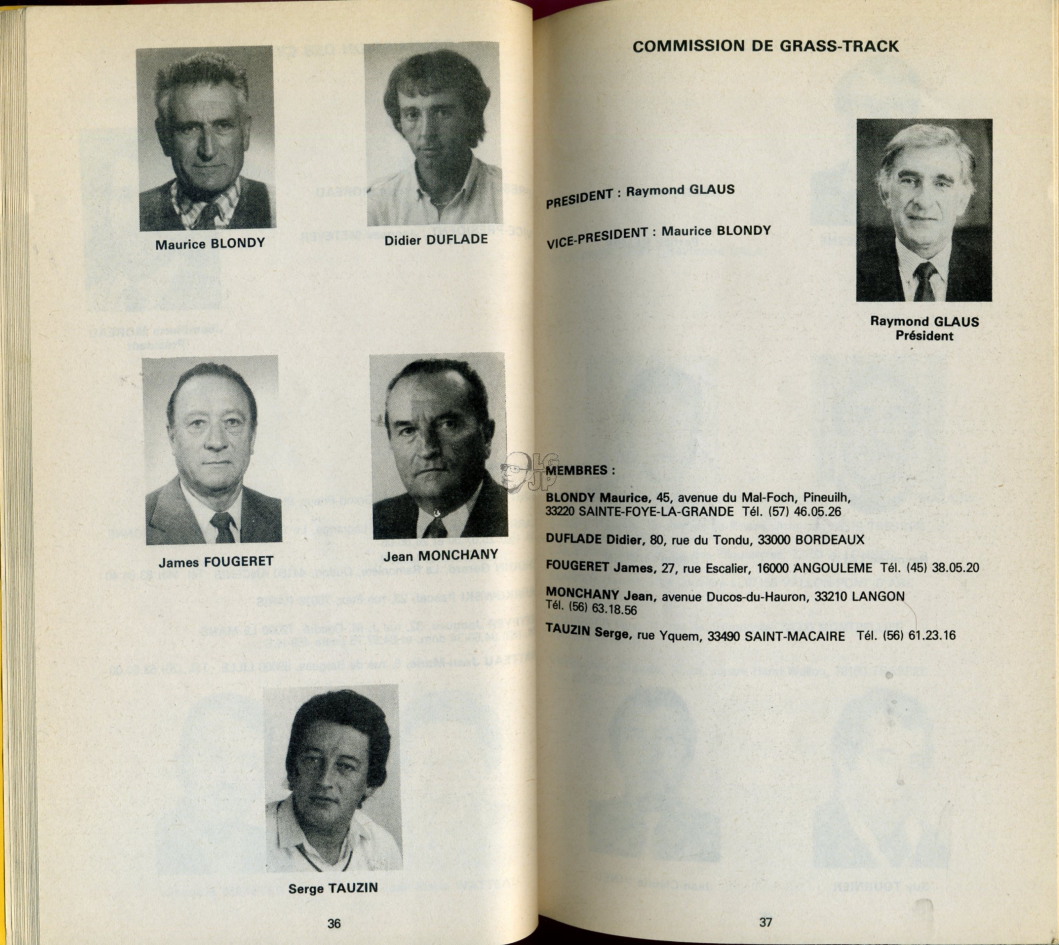 Maurice BLONDY
Didier DUFLADE
James FOUGERET
Jean MONCHANY
Serge TAUZIN
36
COMMISSION DE GRASS-TRACK
PRESIDENT : Raymond GLAUS
VICE-PRESIDENT : Maurice BLONDY
Raymond GLAUS
Président
LG
JP
MEMBRES :
BLONDY Maurice, 45, avenue du Mal-Foch, Pineuilh,
33220 SAINTE-FOYE-LA-GRANDE Tél. (57) 46.05.26
DUFLADE Didier, 80, rue du Tondu, 33000 BORDEAUX
FOUGERET James, 27, rue Escalier, 16000 ANGOULEME Tél. (45) 38.05.20
MONCHANY Jean, avenue Ducos-du-Hauron, 33210 LANGON
Tél. (56) 63.18.56
TAUZIN Serge, rue Yquem, 33490 SAINT-MACAIRE Tél. (56) 61.23.16
37